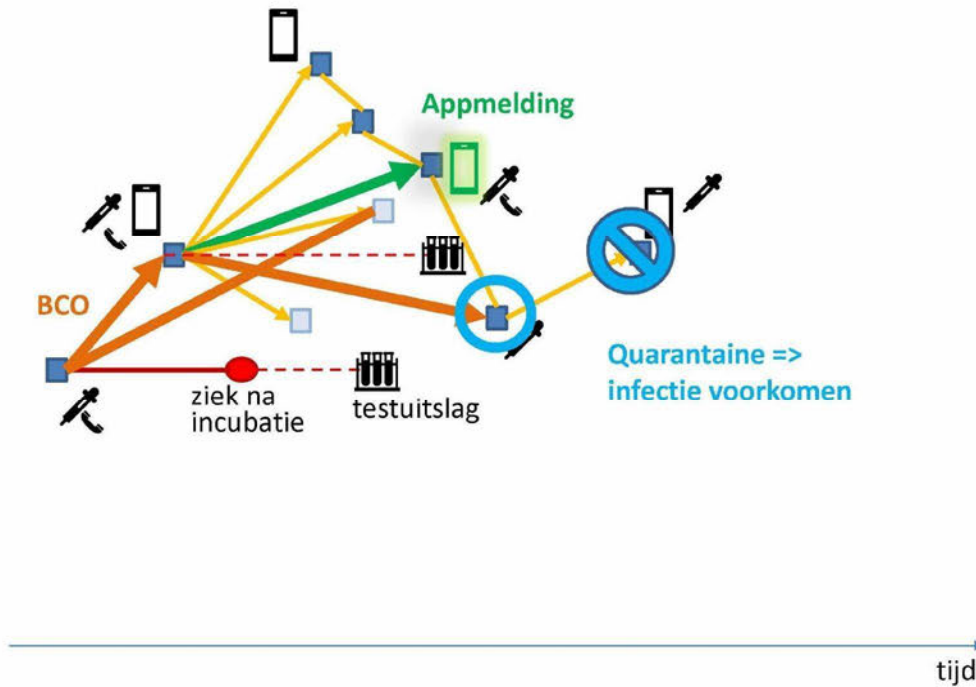 Appmelding
BCO
ziek na
incubatie
testuitslag
Quarantaine =>
infectie voorkomen
tijd